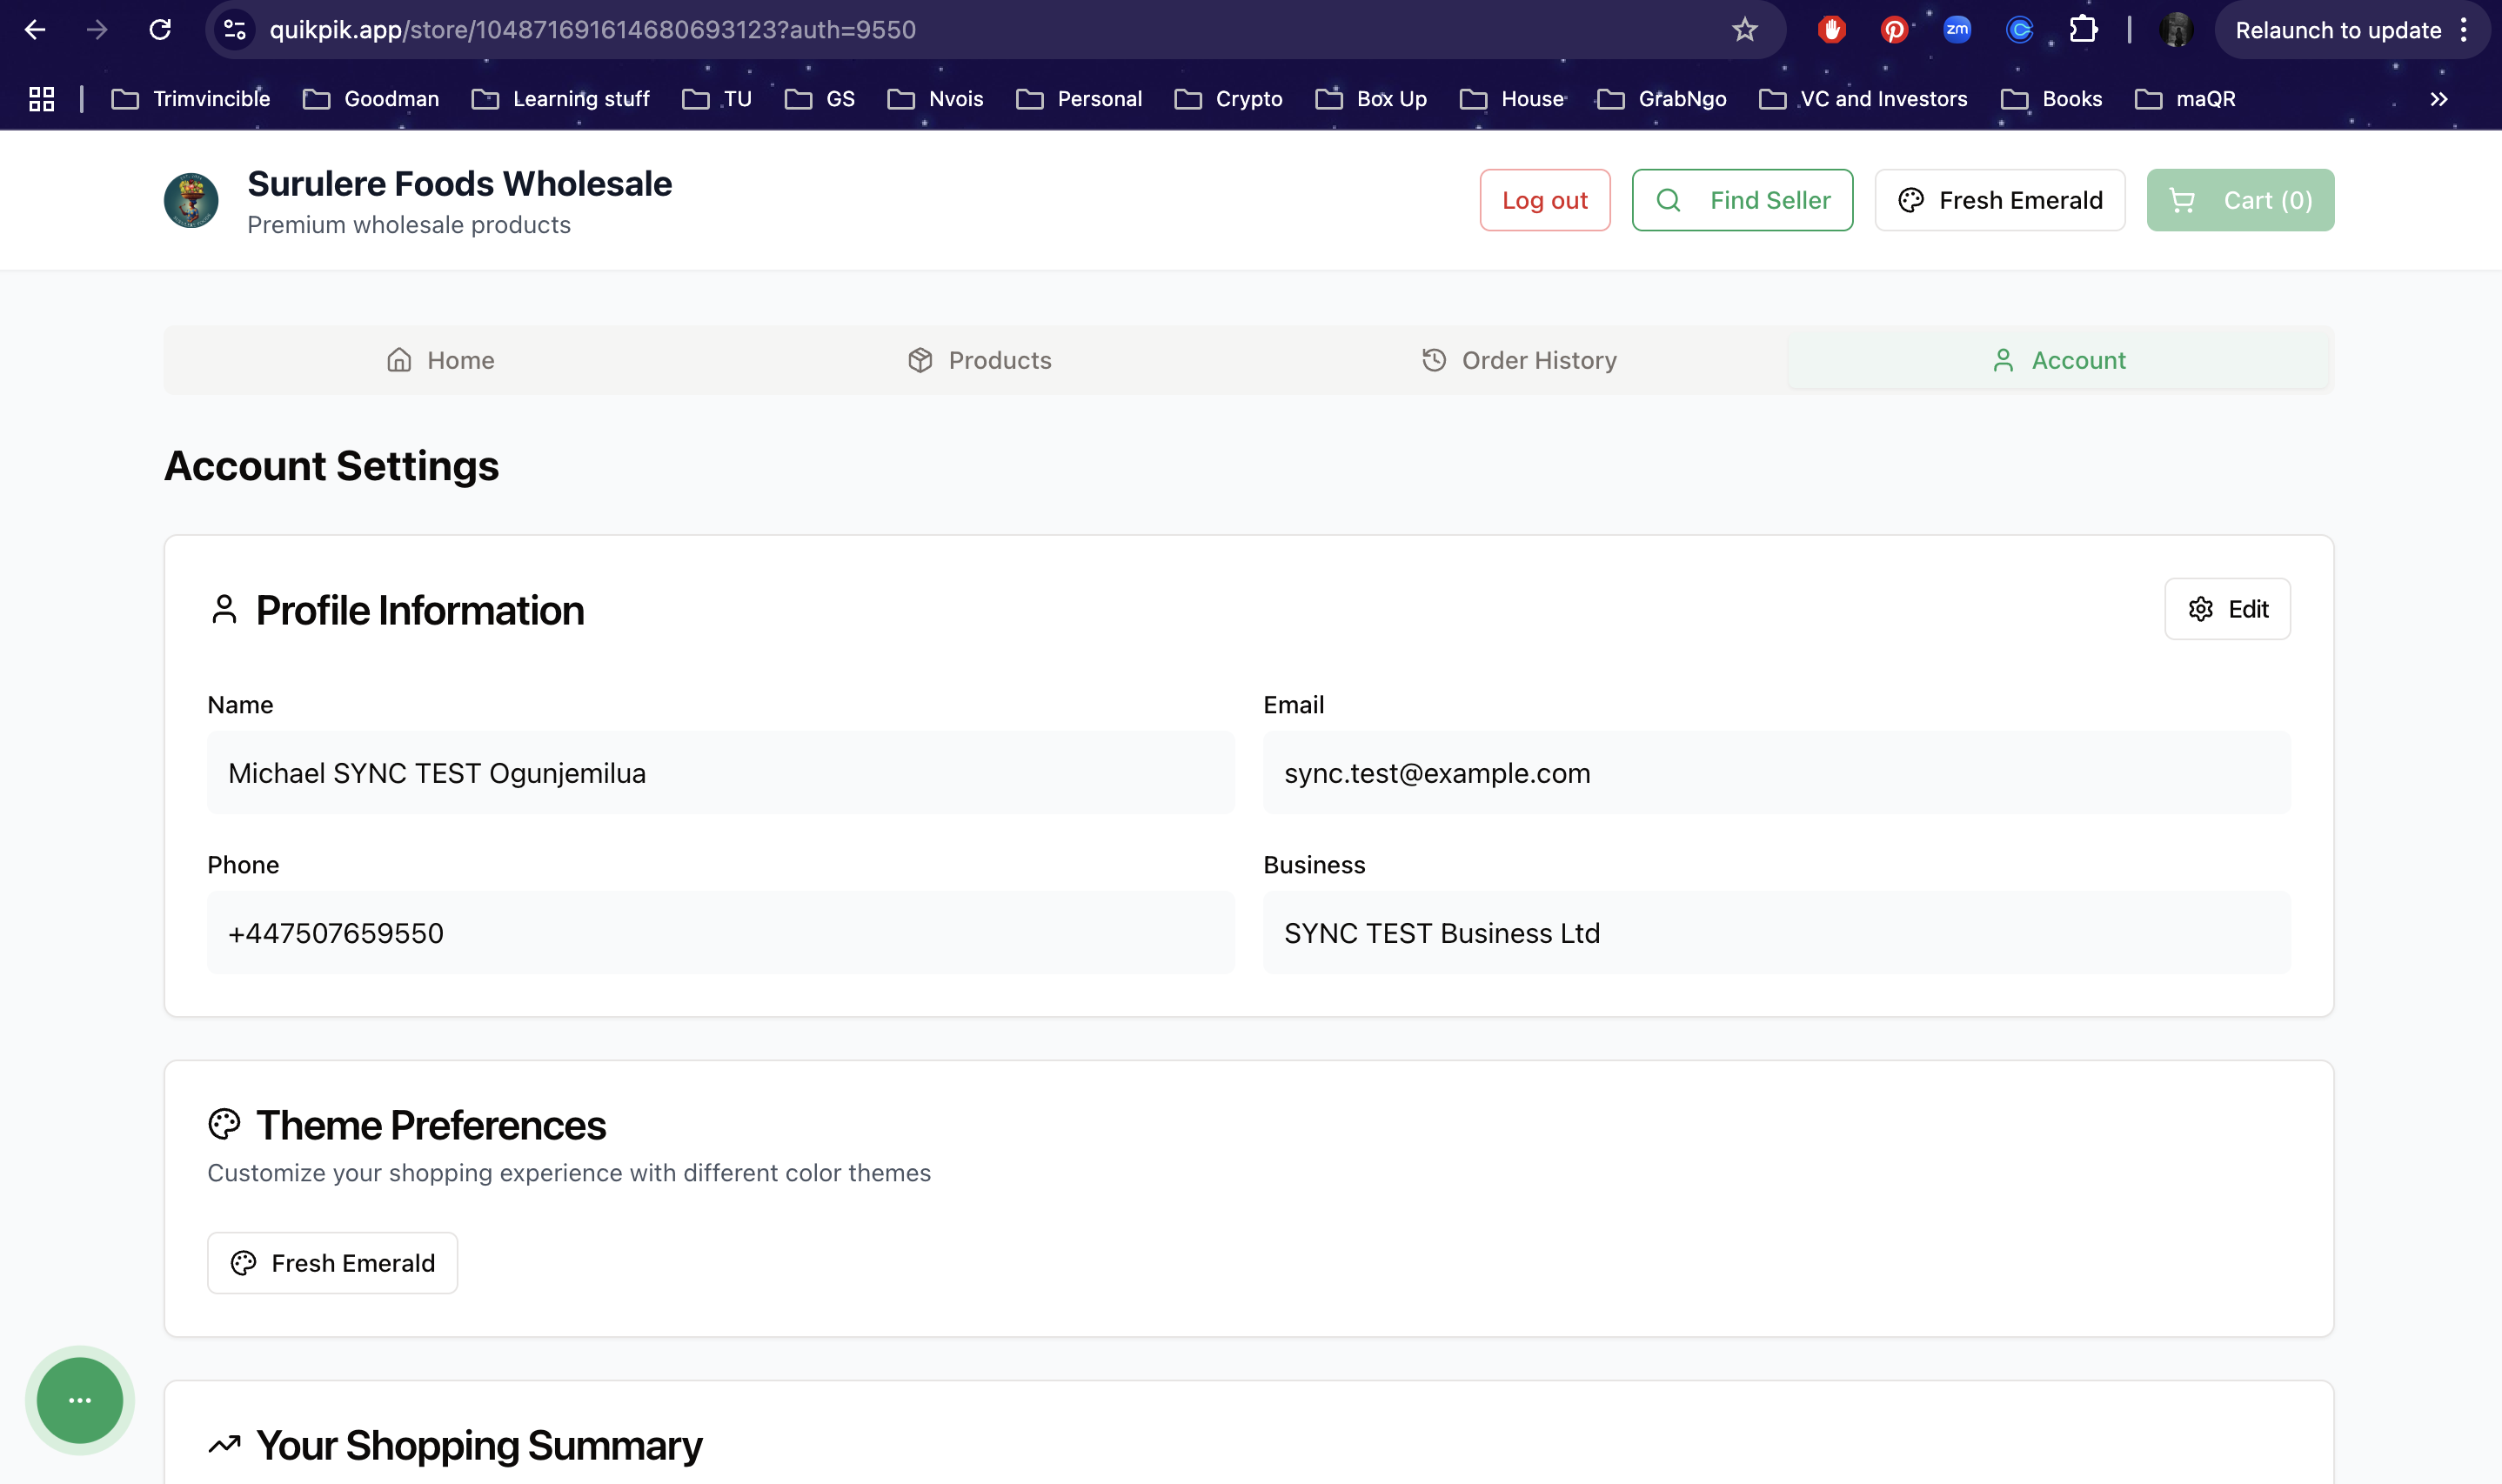 quikpik.app/store/104871691614680693123?auth=9550
zm
Relaunch to update
Trimvincible
Goodman
Learning stuff
TU
GS
Nvois
Personal
Crypto
Box Up
House
GrabNgo
VC and Investors
Books
maQR
Surulere Foods Wholesale
Premium wholesale products
Log out
Find Seller
Fresh Emerald
Cart (0)
Home
Products
Order History
Account
Account Settings
Profile Information
Edit
Name
Email
Michael SYNC TEST Ogunjemilua
sync.test@example.com
Phone
Business
+447507659550
SYNC TEST Business Ltd
Theme Preferences
Customize your shopping experience with different color themes
Fresh Emerald
Your Shopping Summary